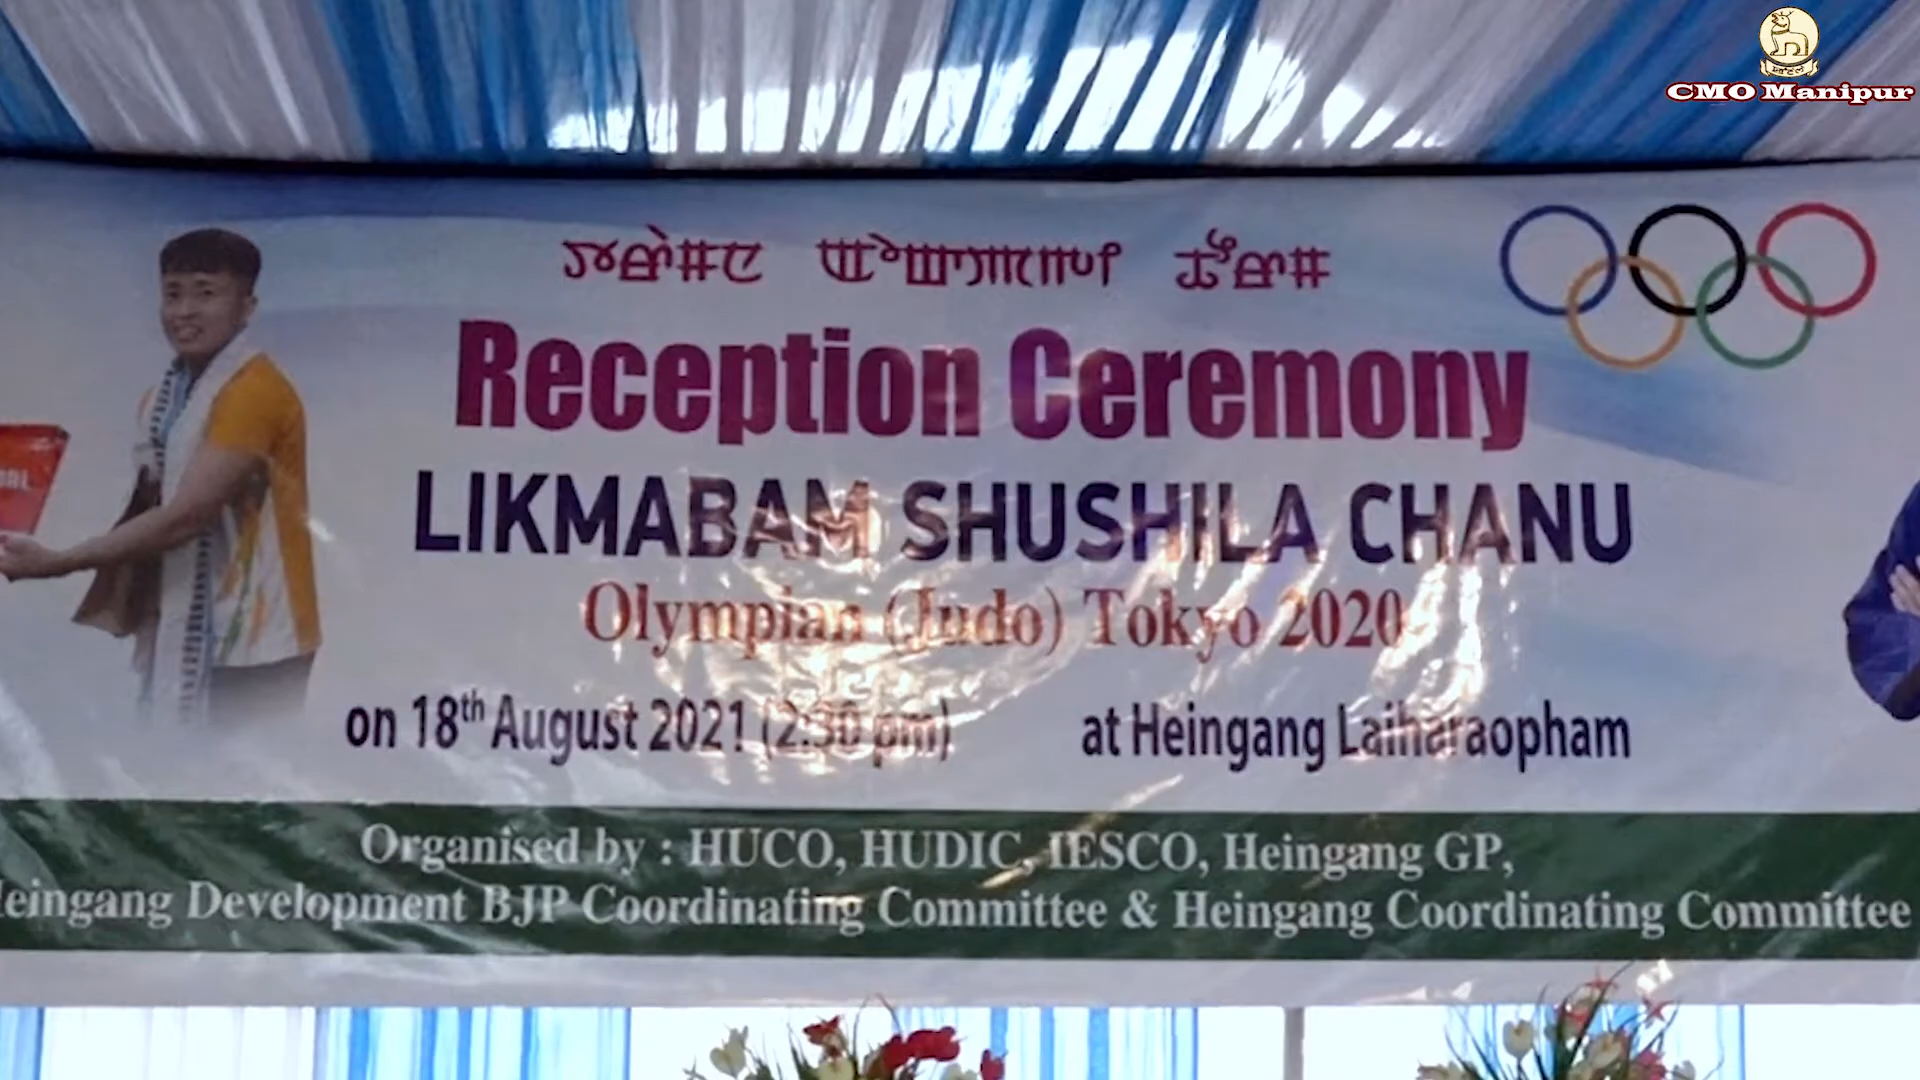 CMO Manipur
Reception Ceremony
LIKMABAM SHUSHILA CHANU
Olympian (Judo) Tokyo 2020
on 18th August 2021 (2:30 pm) at Heingang Laiharaopham
Organised by : HUCO, HUDIC, IESCO, Heingang GP,
Heingang Development BJP Coordinating Committee & Heingang Coordinating Committee